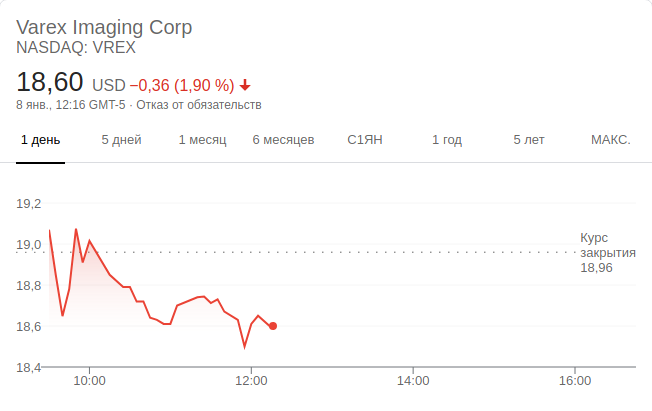 Varex Imaging Corp
NASDAQ: VREX
18,60 USD −0,36 (1,90 %)
8 янв., 12:16 GMT-5 · Отказ от обязательств
1 день 5 дней 1 месяц 6 месяцев С1ЯН 1 год 5 лет МАКС.
19,2
19,0
18,8
18,6
18,4
Курс
закрытия
18,96
10:00 12:00 14:00 16:00